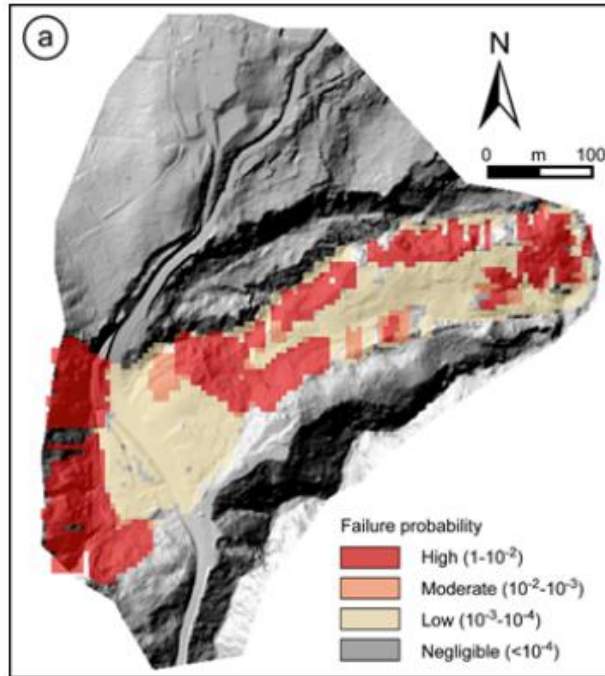 a
N
0 m 100
Failure probability
High (1-10⁻²)
Moderate (10⁻²-10⁻³)
Low (10⁻³-10⁻⁴)
Negligible (<10⁻⁴)